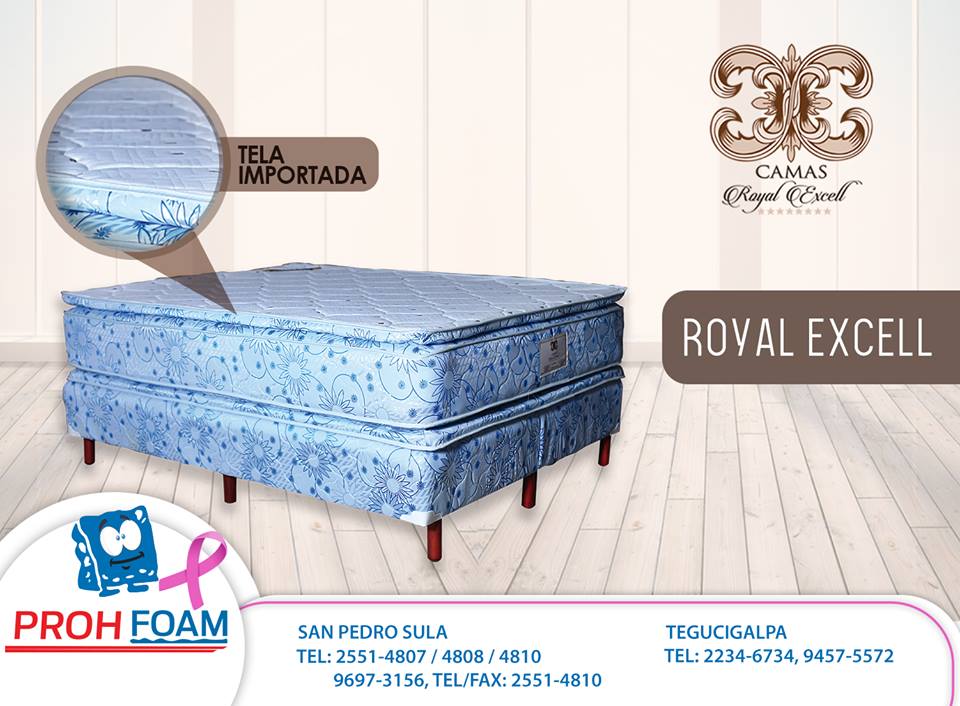 TELA
IMPORTADA
CAMAS
Royal Excell
ROYAL EXCELL
PROH FOAM
SAN PEDRO SULA
TEL: 2551-4807 / 4808 / 4810
9697-3156, TEL/FAX: 2551-4810
TEGUCIGALPA
TEL: 2234-6734, 9457-5572